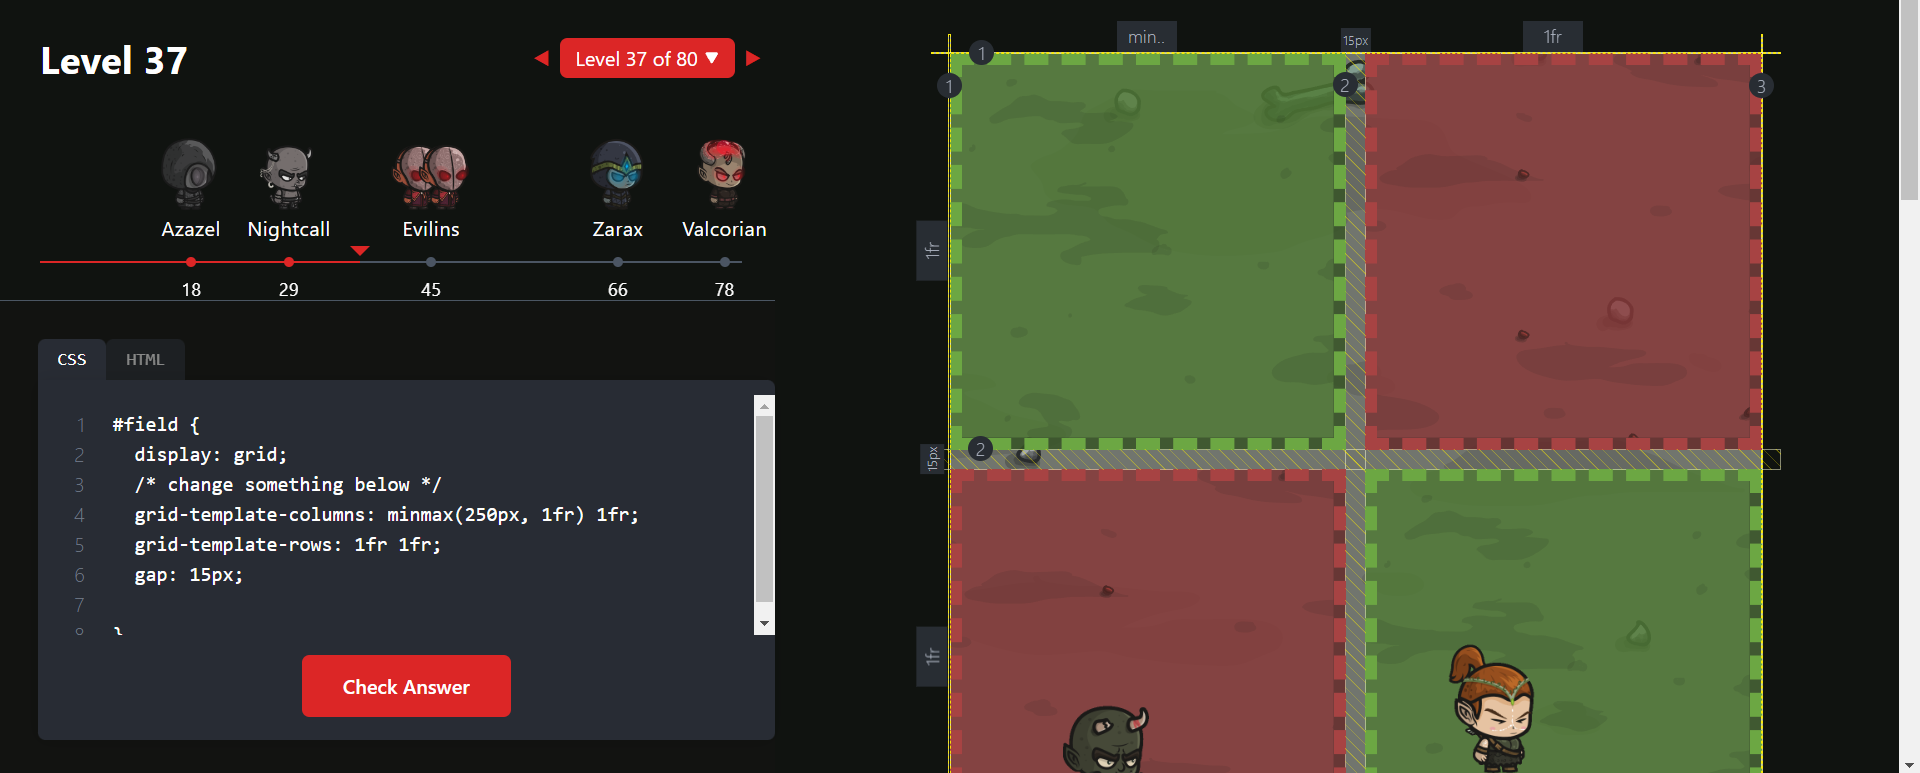 Level 37
Level 37 of 80 ▼
Azazel
Nightcall
Evilins
Zarax
Valcorian
18
29
45
66
78
CSS
HTML
1 #field {
2 display: grid;
3 /* change something below */
4 grid-template-columns: minmax(250px, 1fr) 1fr;
5 grid-template-rows: 1fr 1fr;
6 gap: 15px;
7
}
Check Answer
min..
15px
1fr
1
1
2
3
1fr
2
15px
1fr